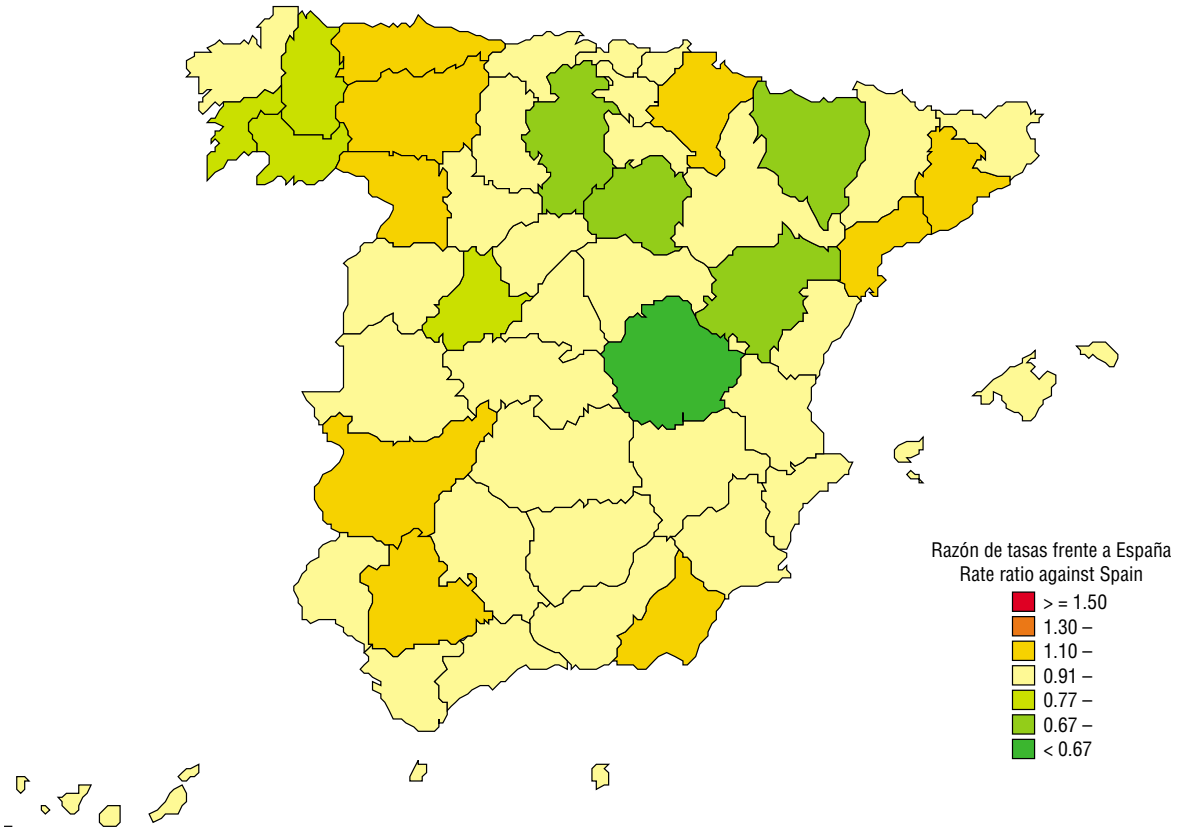 Razón de tasas frente a España
Rate ratio against Spain
> = 1.50
1.30 –
1.10 –
0.91 –
0.77 –
0.67 –
< 0.67